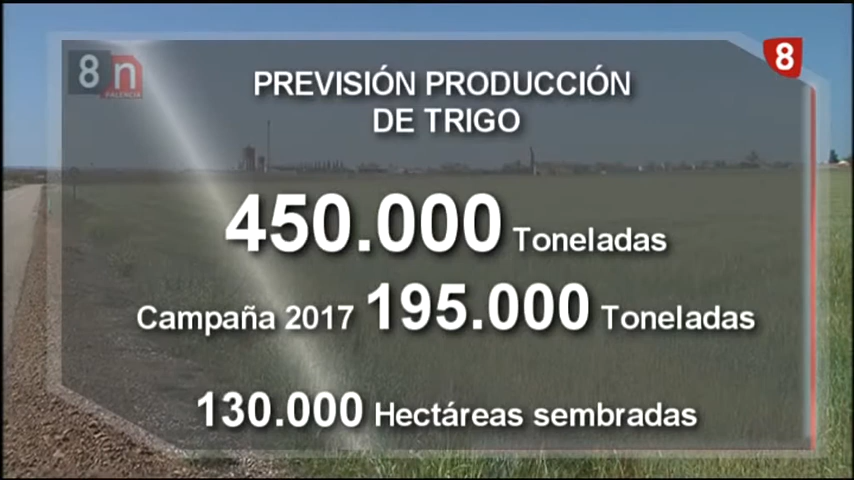 8n
PALENCIA
8
PREVISIÓN PRODUCCIÓN
DE TRIGO
450.000 Toneladas
Campaña 2017 195.000 Toneladas
130.000 Hectáreas sembradas